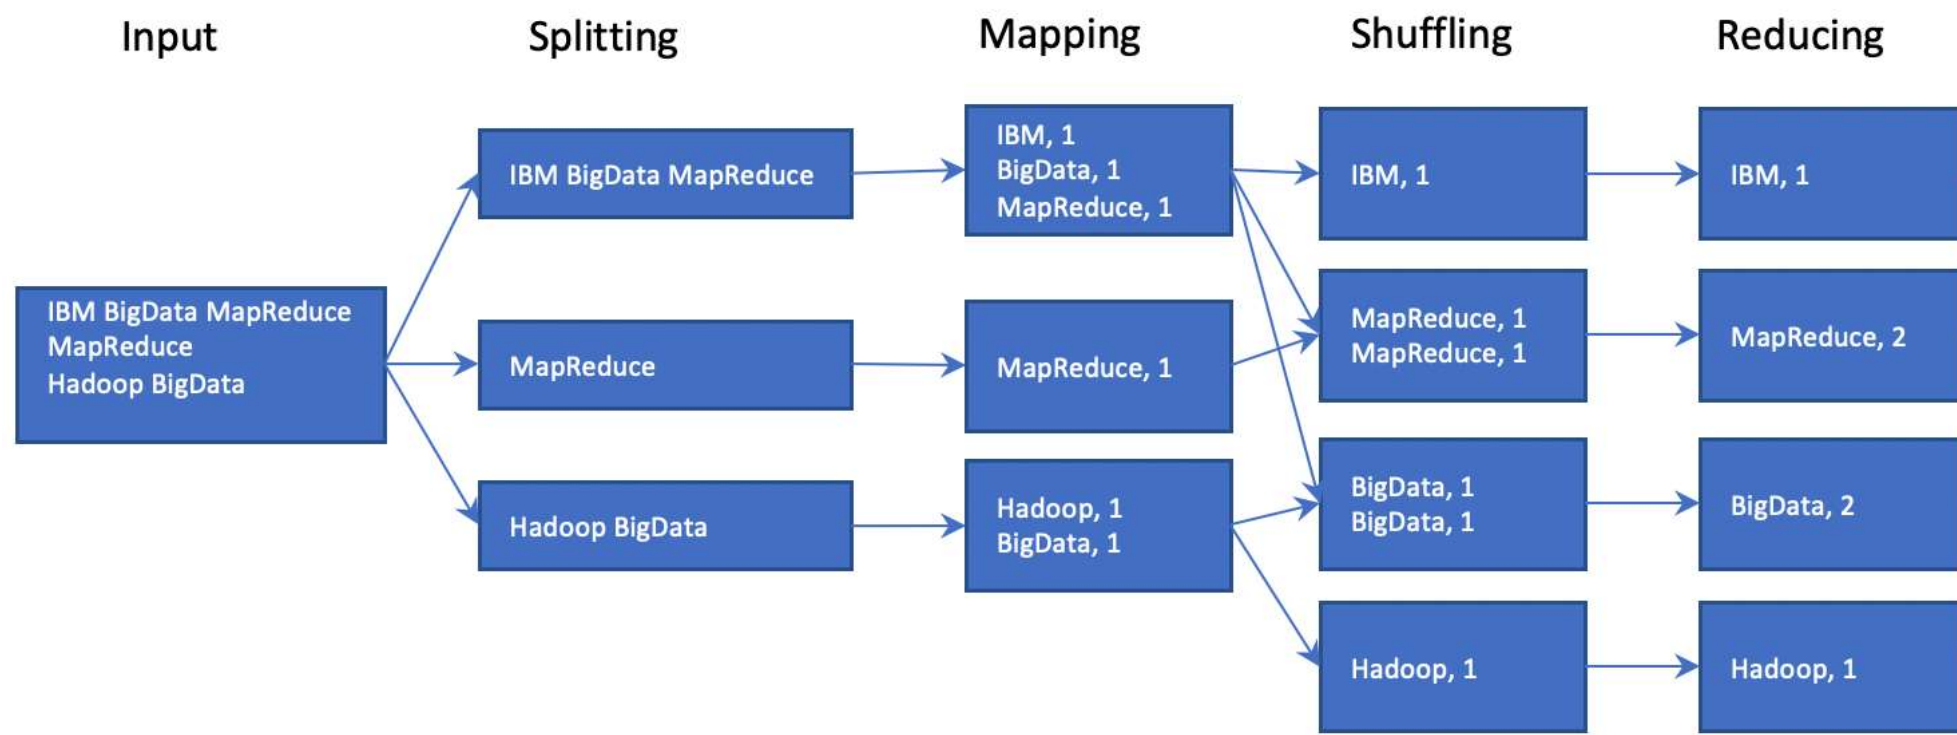 Input
Splitting
Mapping
Shuffling
Reducing
IBM BigData MapReduce
MapReduce
Hadoop BigData
IBM BigData MapReduce
MapReduce
Hadoop BigData
IBM, 1
BigData, 1
MapReduce, 1
MapReduce, 1
Hadoop, 1
BigData, 1
IBM, 1
MapReduce, 1
MapReduce, 1
BigData, 1
BigData, 1
Hadoop, 1
IBM, 1
MapReduce, 2
BigData, 2
Hadoop, 1